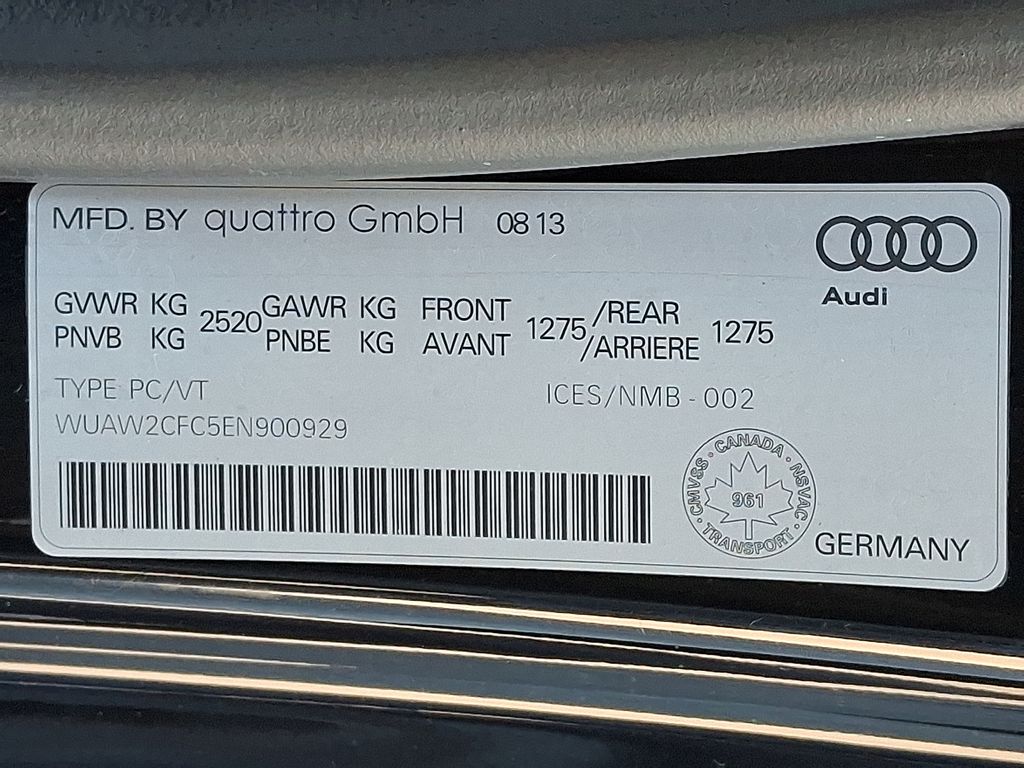 MFD. BY quattro GmbH 08 13
Audi
GVWR KG 2520 GAWR KG FRONT 1275 /REAR 1275
PNVB KG PNBE KG AVANT /ARRIERE
TYPE PC/VT ICES/NMB - 002
WUAW2CFC5EN900929
CMVSS · CANADA · NSVAC · TRANSPORT ·
961
GERMANY